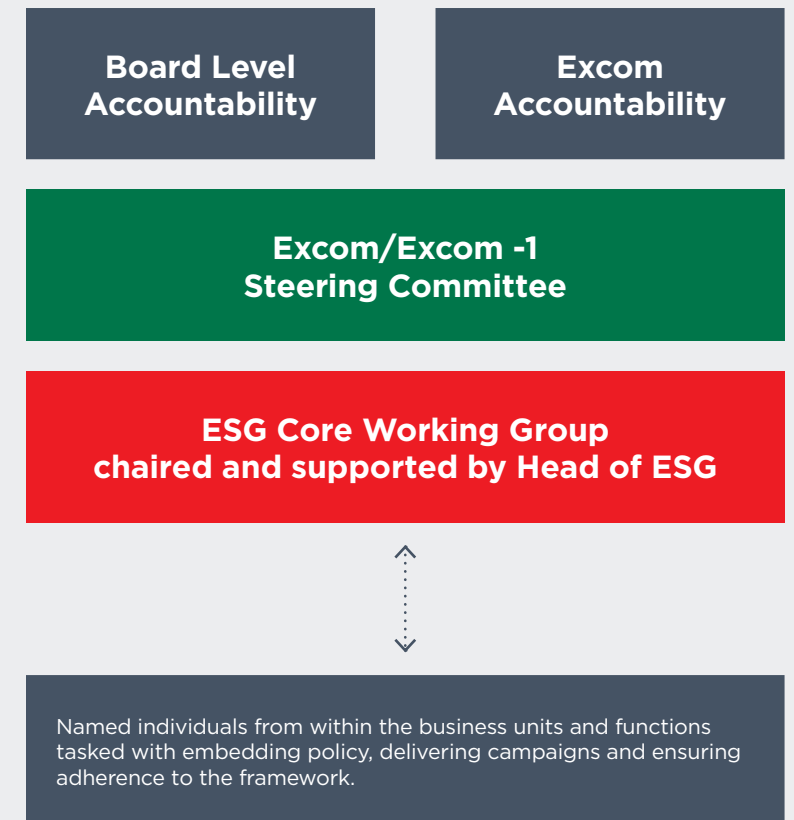 Board Level
Accountability
Excom
Accountability
Excom/Excom -1
Steering Committee
ESG Core Working Group
chaired and supported by Head of ESG
Named individuals from within the business units and functions
tasked with embedding policy, delivering campaigns and ensuring
adherence to the framework.